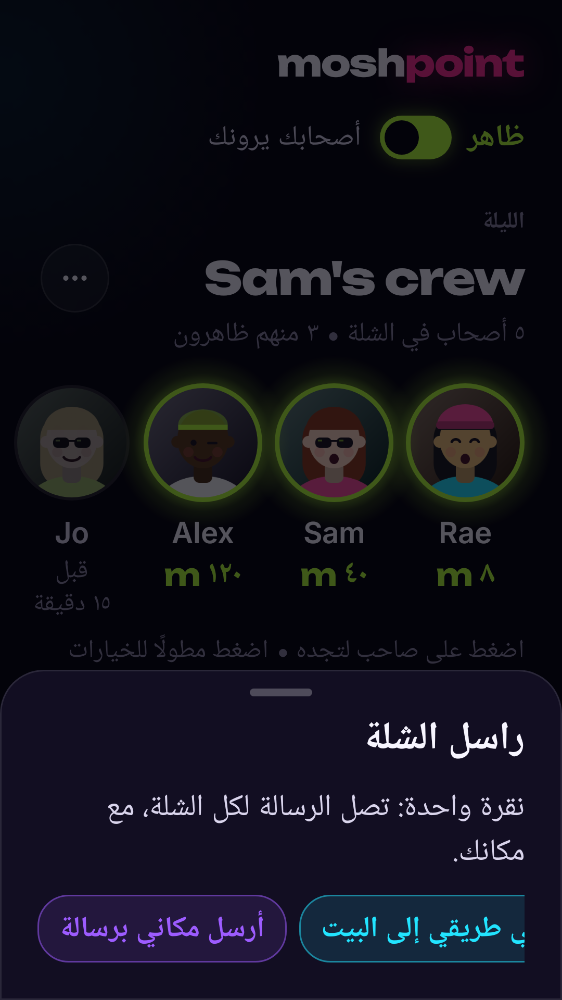 moshpoint
ظاهر أصحابك يرونك
الليلة
Sam's crew
٥ أصحاب في الشلة • ٣ منهم ظاهرون
Rae Sam Alex Jo
٨ m ٤٠ m ١٢٠ m قبل
١٥ دقيقة
اضغط على صاحب لتجده • اضغط مطولًا للخيارات
راسل الشلة
نقرة واحدة: تصل الرسالة لكل الشلة، مع
مكانك.
طريقي إلى البيت أرسل مكاني برسالة